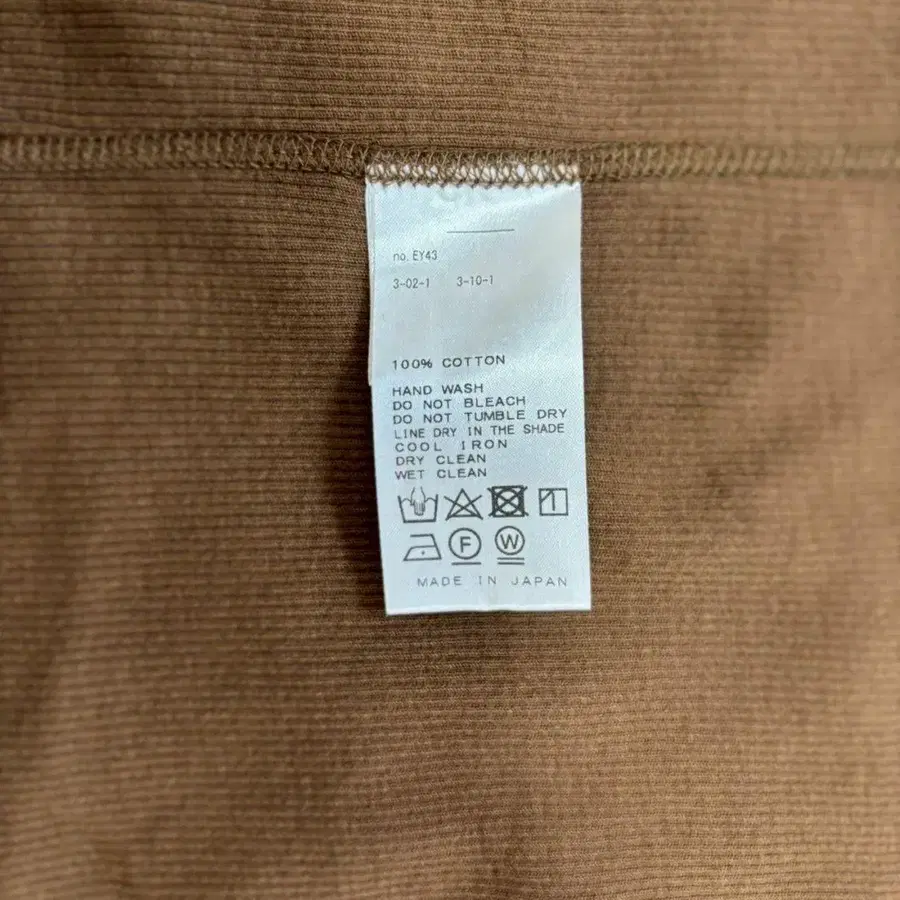 no. EY43
3-02-1 3-10-1
100% COTTON
HAND WASH
DO NOT BLEACH
DO NOT TUMBLE DRY
LINE DRY IN THE SHADE
COOL IRON
DRY CLEAN
WET CLEAN
F W
MADE IN JAPAN